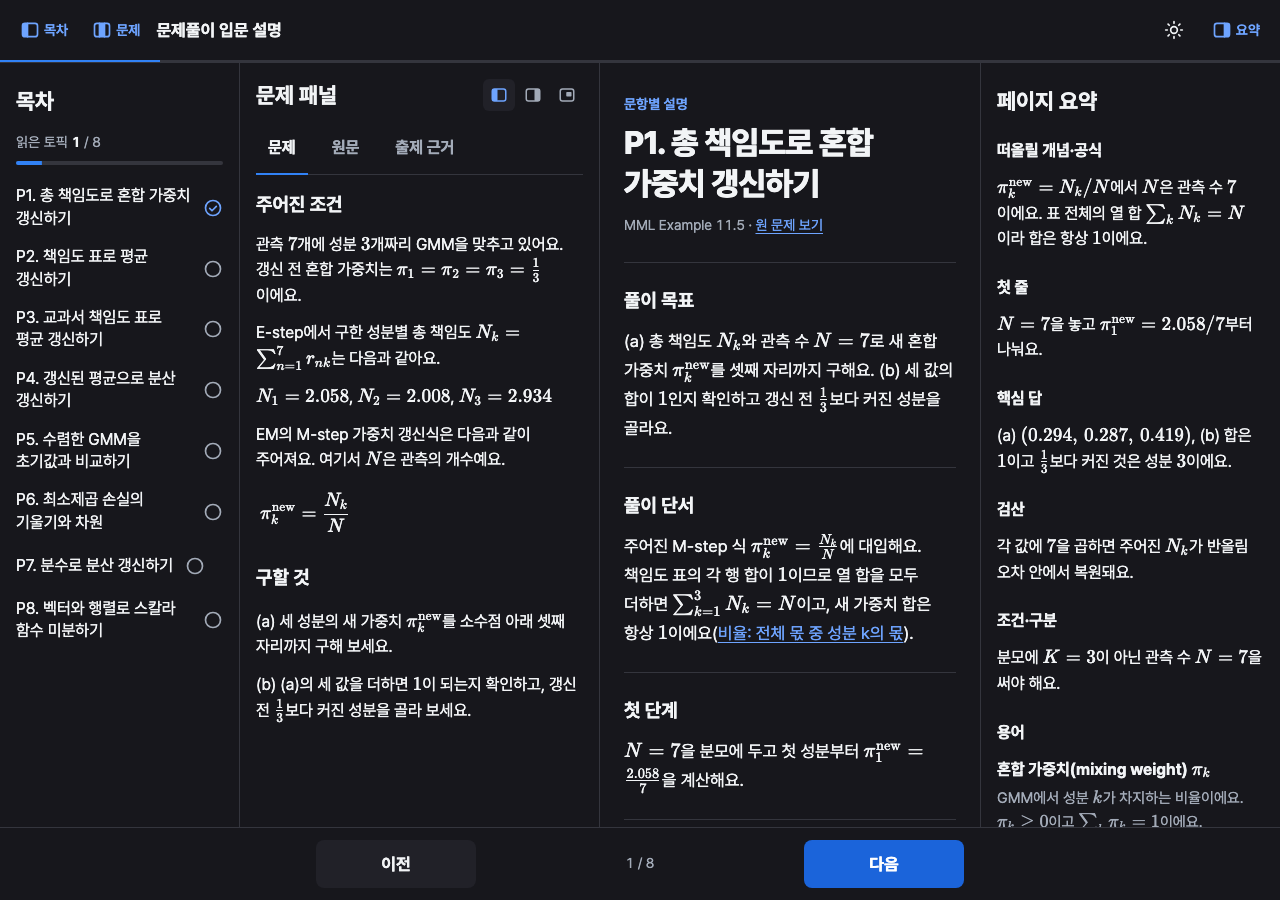 목차
문제
문제풀이 입문 설명
요약
목차
읽은 토픽 1 / 8
P1. 총 책임도로 혼합 가중치
갱신하기
P2. 책임도 표로 평균
갱신하기
P3. 교과서 책임도 표로
평균 갱신하기
P4. 갱신된 평균으로 분산
갱신하기
P5. 수렴한 GMM을
초기값과 비교하기
P6. 최소제곱 손실의
기울기와 차원
P7. 분수로 분산 갱신하기
P8. 벡터와 행렬로 스칼라
함수 미분하기
문제 패널
문제
원문
출제 근거
주어진 조건
관측 7개에 성분 3개짜리 GMM을 맞추고 있어요.
갱신 전 혼합 가중치는 π₁ = π₂ = π₃ = 1/3
이에요.
E-step에서 구한 성분별 총 책임도 N_k =
∑_{n=1}^{7} r_{nk}는 다음과 같아요.
N₁ = 2.058, N₂ = 2.008, N₃ = 2.934
EM의 M-step 가중치 갱신식은 다음과 같이
주어져요. 여기서 N은 관측의 개수예요.
π_k^{new} = N_k/N
구할 것
(a) 세 성분의 새 가중치 π_k^{new}를 소수점 아래 셋째
자리까지 구해 보세요.
(b) (a)의 세 값을 더하면 1이 되는지 확인하고, 갱신
전 1/3보다 커진 성분을 골라 보세요.
문항별 설명
P1. 총 책임도로 혼합
가중치 갱신하기
MML Example 11.5 · 원 문제 보기
풀이 목표
(a) 총 책임도 N_k와 관측 수 N = 7로 새 혼합
가중치 π_k^{new}를 셋째 자리까지 구해요. (b) 세 값의
합이 1인지 확인하고 갱신 전 1/3보다 커진 성분을
골라요.
풀이 단서
주어진 M-step 식 π_k^{new} = N_k/N에 대입해요.
책임도 표의 각 행 합이 1이므로 열 합을 모두
더하면 ∑_{k=1}^{3} N_k = N이고, 새 가중치 합은
항상 1이에요(비율: 전체 몫 중 성분 k의 몫).
첫 단계
N = 7을 분모에 두고 첫 성분부터 π_1^{new} =
2.058/7을 계산해요.
페이지 요약
떠올릴 개념·공식
π_k^{new} = N_k/N에서 N은 관측 수 7
이에요. 표 전체의 열 합 ∑_k N_k = N
이라 합은 항상 1이에요.
첫 줄
N = 7을 놓고 π_1^{new} = 2.058/7부터
나눠요.
핵심 답
(a) (0.294, 0.287, 0.419), (b) 합은
1이고 1/3보다 커진 것은 성분 3이에요.
검산
각 값에 7을 곱하면 주어진 N_k가 반올림
오차 안에서 복원돼요.
조건·구분
분모에 K = 3이 아닌 관측 수 N = 7을
써야 해요.
용어
혼합 가중치(mixing weight) π_k
GMM에서 성분 k가 차지하는 비율이에요.
π_k ≥ 0이고 ∑_k π_k = 1이에요.
이전
1 / 8
다음